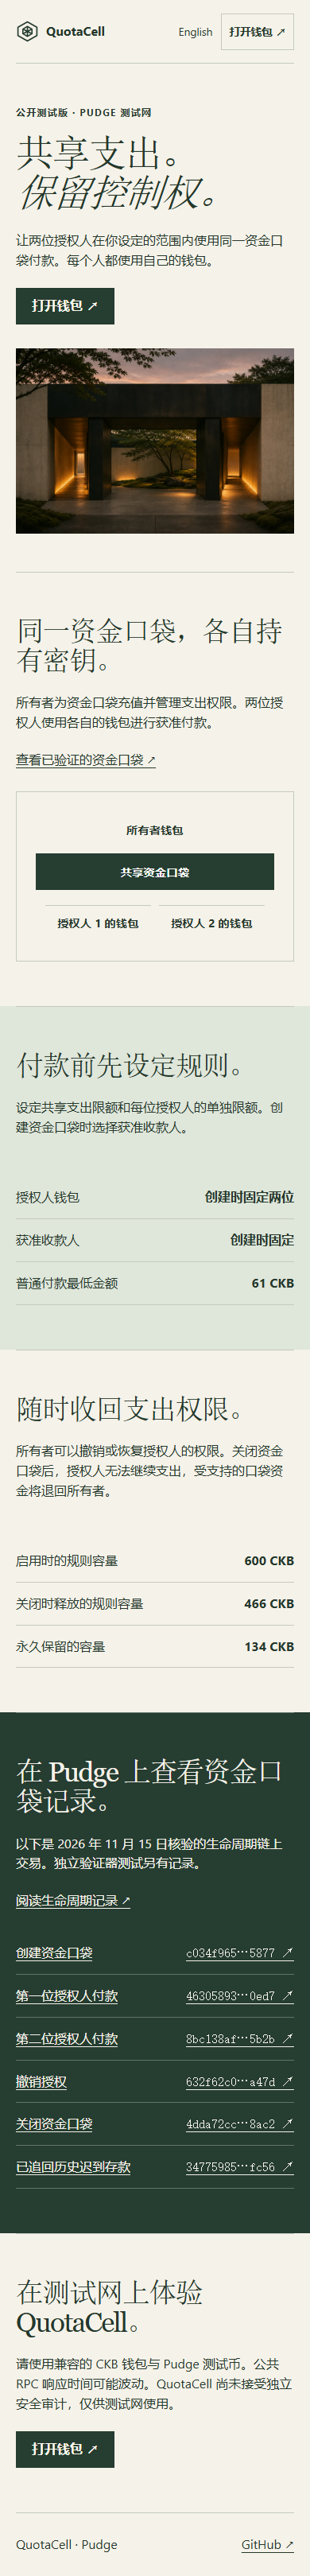 QuotaCell
English
打开钱包 ↗
公开测试版 · PUDGE 测试网
共享支出。
保留控制权。
让两位授权人在你设定的范围内使用同一资金口
袋付款。每个人都使用自己的钱包。
打开钱包 ↗
同一资金口袋，各自持
有密钥。
所有者为资金口袋充值并管理支出权限。两位授
权人使用各自的钱包进行获准付款。
查看已验证的资金口袋 ↗
所有者钱包
共享资金口袋
授权人 1 的钱包
授权人 2 的钱包
付款前先设定规则。
设定共享支出限额和每位授权人的单独限额。创
建资金口袋时选择获准收款人。
授权人钱包 创建时固定两位
获准收款人 创建时固定
普通付款最低金额 61 CKB
随时收回支出权限。
所有者可以撤销或恢复授权人的权限。关闭资金
口袋后，授权人无法继续支出，受支持的口袋资
金将退回所有者。
启用时的规则容量 600 CKB
关闭时释放的规则容量 466 CKB
永久保留的容量 134 CKB
在 Pudge 上查看资金口
袋记录。
以下是 2026 年 11 月 15 日核验的生命周期链上
交易。独立验证器测试另有记录。
阅读生命周期记录 ↗
创建资金口袋 c034f965…5877 ↗
第一位授权人付款 46305893…0ed7 ↗
第二位授权人付款 8bc138af…5b2b ↗
撤销授权 632f62c0…a47d ↗
关闭资金口袋 4dda72cc…8ac2 ↗
已追回历史迟到存款 34775985…fc56 ↗
在测试网上体验
QuotaCell。
请使用兼容的 CKB 钱包与 Pudge 测试币。公共
RPC 响应时间可能波动。QuotaCell 尚未接受独立
安全审计，仅供测试网使用。
打开钱包 ↗
QuotaCell · Pudge
GitHub ↗